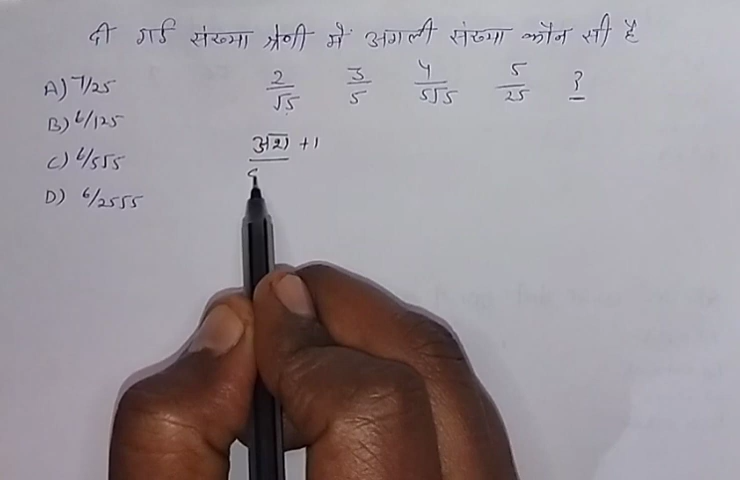 दी गई संख्या श्रेणी में अगली संख्या कौन सी है
2/√5 3/5 4/5√5 5/25 ?
A) 7/25
B) 6/125
C) 6/5√5
D) 6/25√5
अंश +1